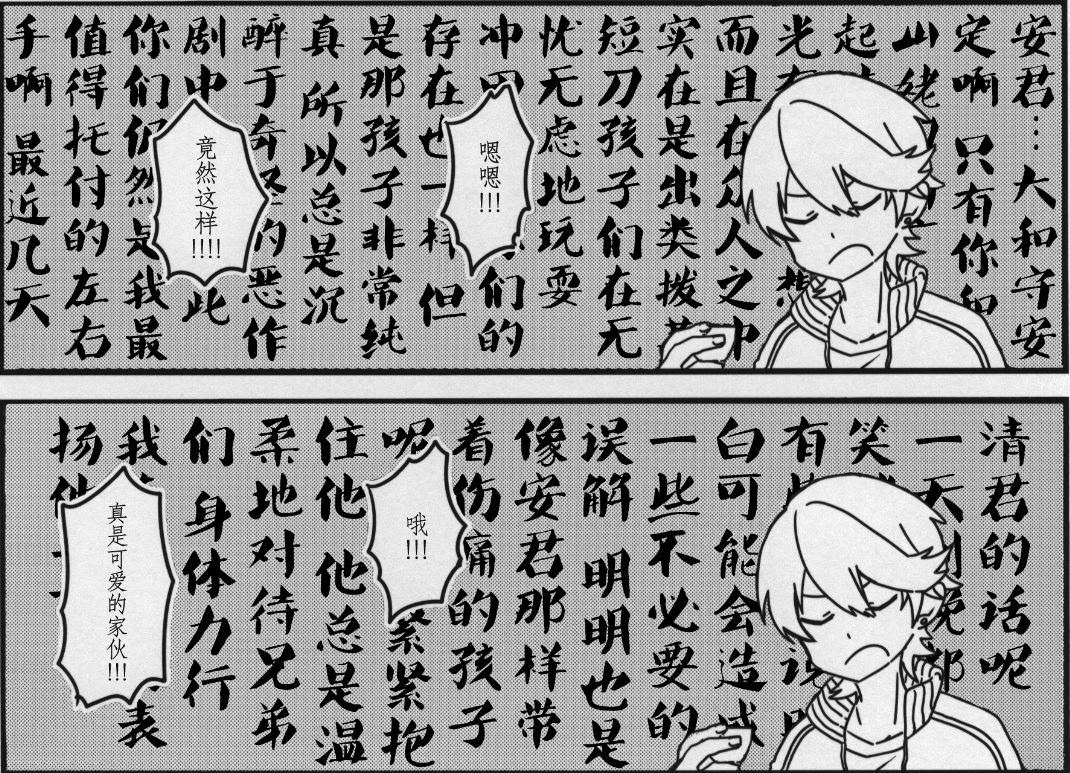 安君…大和守安
定啊 只有你和
山姥
起
光有 想
而且在众人之中
实在是出类拨
短刀孩子们在无
忧无虑地玩耍
冲田 们的
存在也一样 但
是那孩子非常纯
真 所以总是沉
醉于奇怪的恶作
剧中 此
你们仍然是我最
值得托付的左右
手啊 最近几天
嗯嗯!!!
竟然这样!!!!
清君的话呢
一天到晚都
笑
有些 说
白可能会造成
一些不必要的
误解 明明也是
像安君那样带
着伤痛的孩子
呢 紧紧抱
住他 他总是温
柔地对待兄弟
们 身体力行
我 表
扬他
哦!!!
真是可爱的家伙!!!